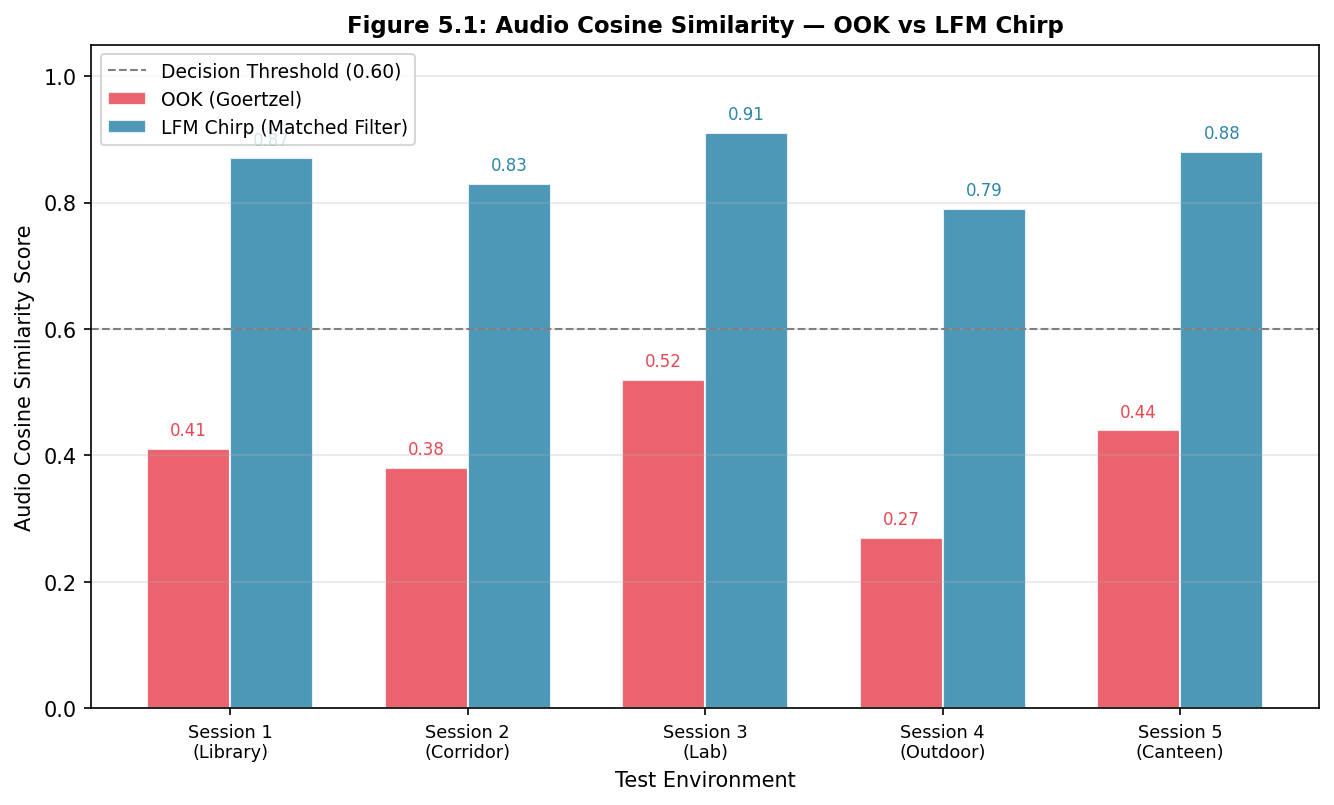 Figure 5.1: Audio Cosine Similarity — OOK vs LFM Chirp
Decision Threshold (0.60)
OOK (Goertzel)
LFM Chirp (Matched Filter)
Audio Cosine Similarity Score
1.0
0.8
0.6
0.4
0.2
0.0
0.41
0.87
0.38
0.83
0.52
0.91
0.27
0.79
0.44
0.88
Session 1
(Library)
Session 2
(Corridor)
Session 3
(Lab)
Session 4
(Outdoor)
Session 5
(Canteen)
Test Environment